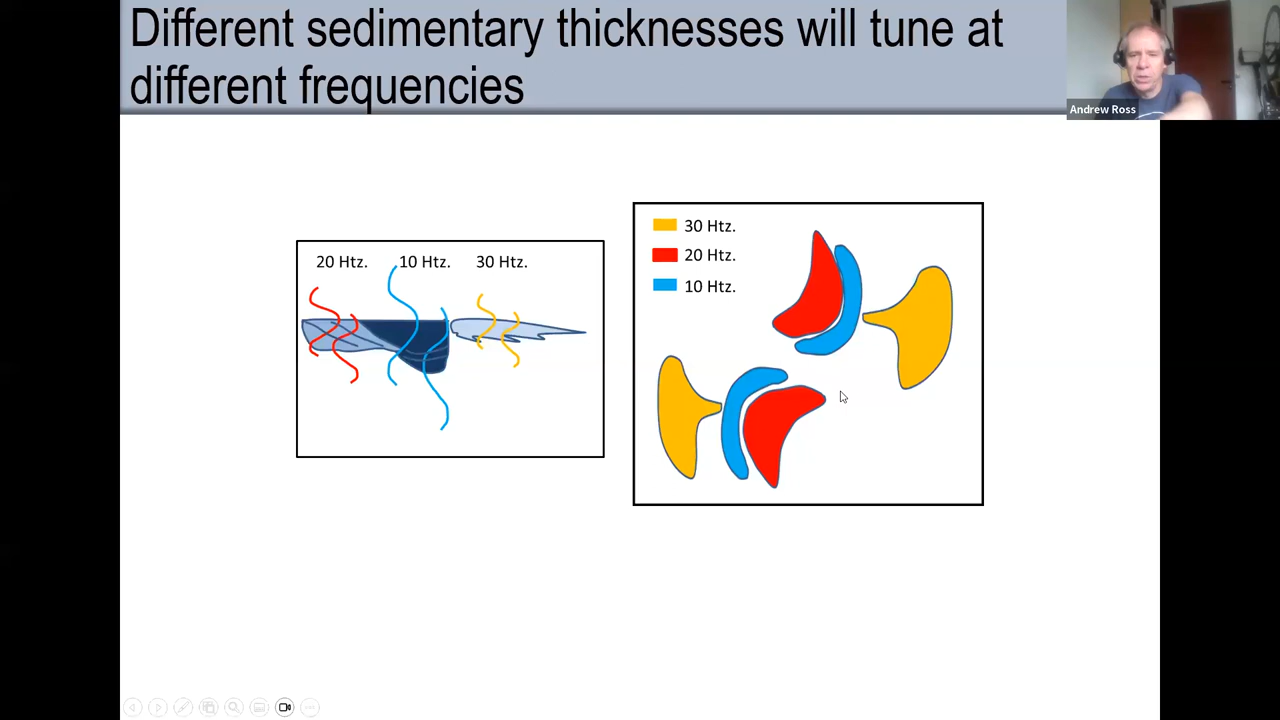 Different sedimentary thicknesses will tune at
different frequencies
Andrew Ross
20 Htz.
10 Htz.
30 Htz.
30 Htz.
20 Htz.
10 Htz.